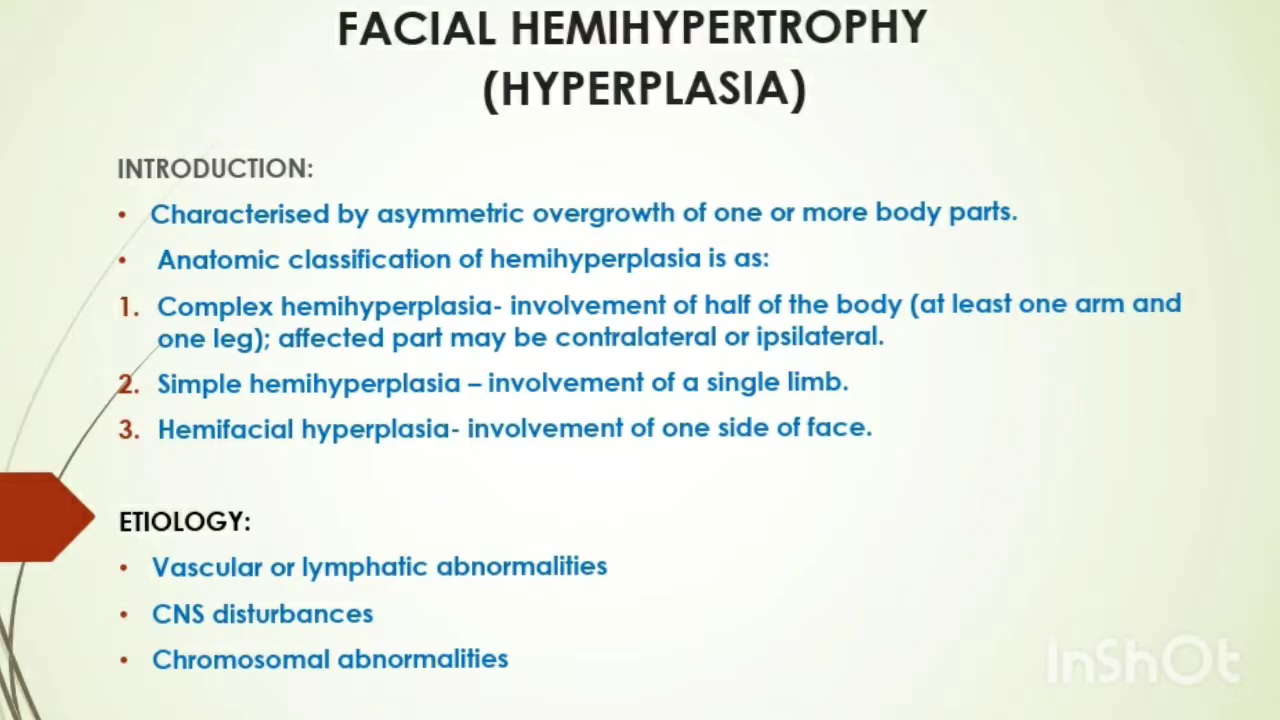 FACIAL HEMIHYPERTROPHY
(HYPERPLASIA)
INTRODUCTION:
• Characterised by asymmetric overgrowth of one or more body parts.
• Anatomic classification of hemihyperplasia is as:
1. Complex hemihyperplasia- involvement of half of the body (at least one arm and
one leg); affected part may be contralateral or ipsilateral.
2. Simple hemihyperplasia – involvement of a single limb.
3. Hemifacial hyperplasia- involvement of one side of face.
ETIOLOGY:
• Vascular or lymphatic abnormalities
• CNS disturbances
• Chromosomal abnormalities
InShOt